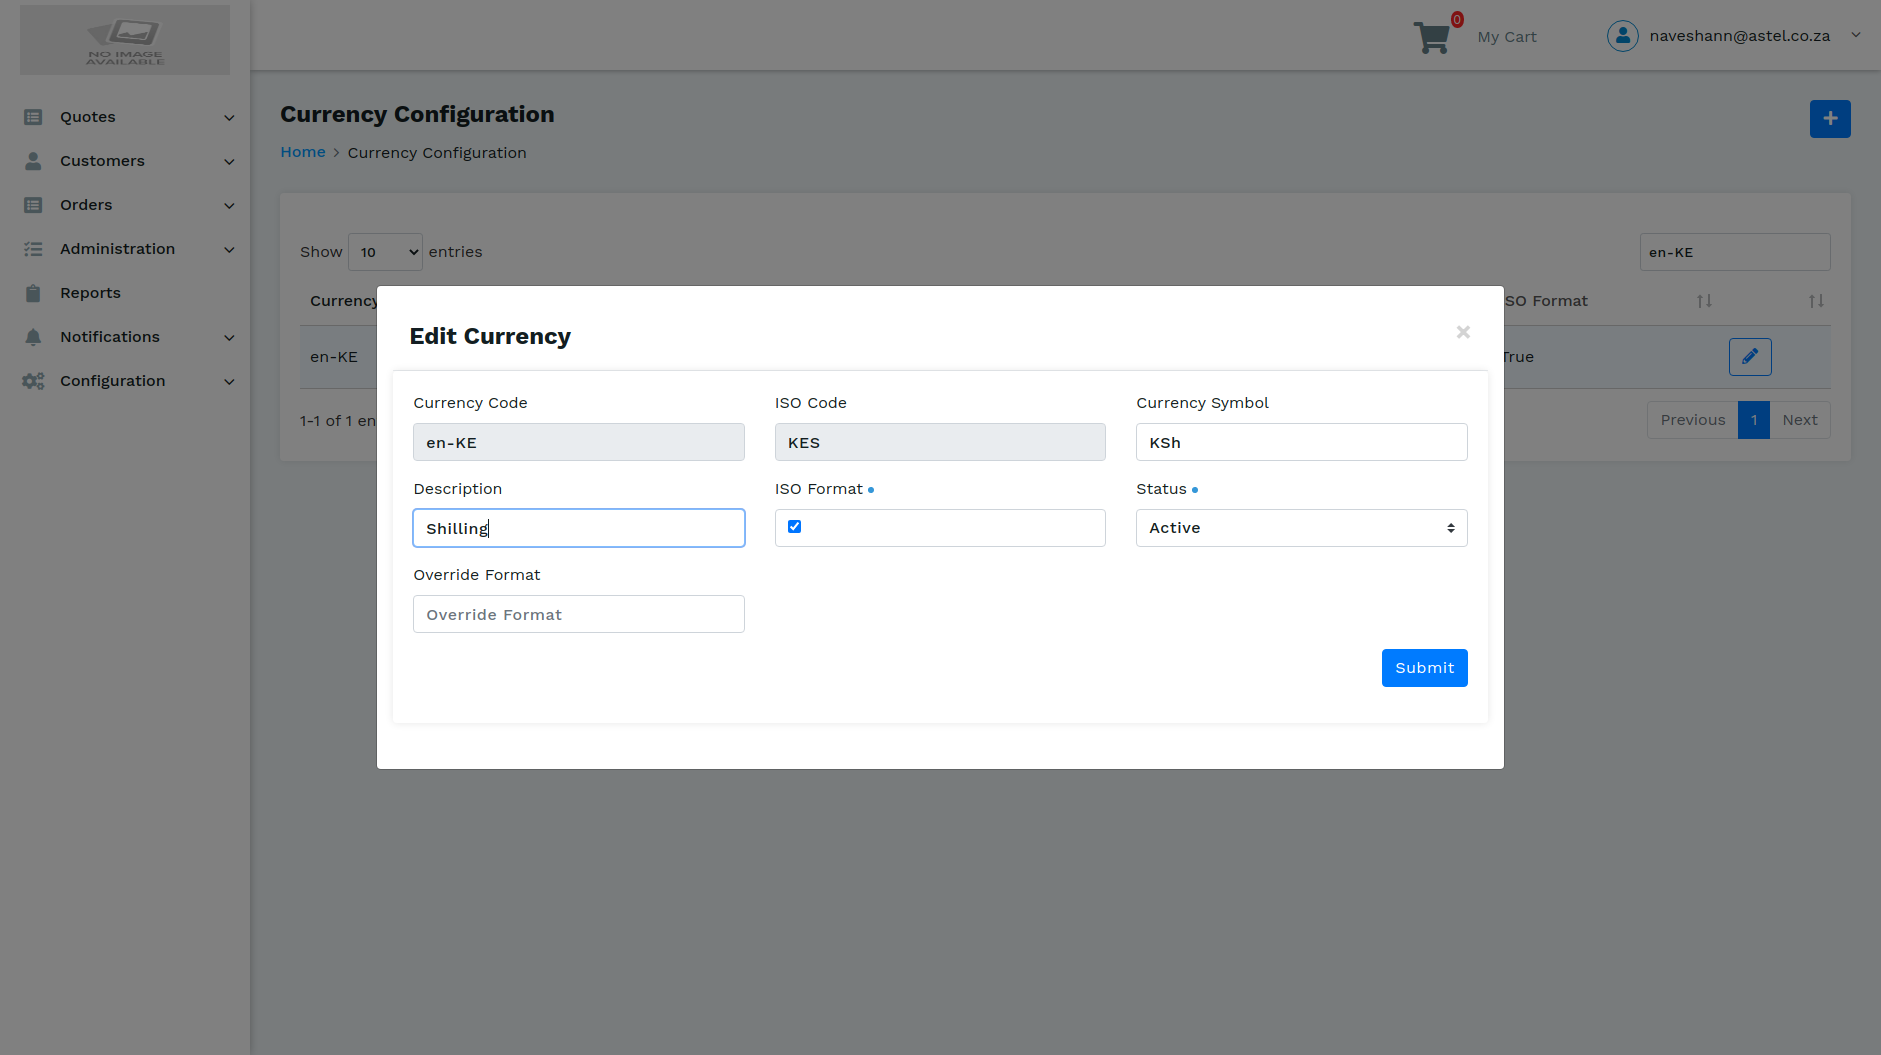 NO IMAGE
AVAILABLE
0
My Cart
naveshann@astel.co.za
Quotes
Customers
Orders
Administration
Reports
Notifications
Configuration
Currency Configuration
Home > Currency Configuration
Show 10 entries
en-KE
Currency
SO Format
en-KE
True
1-1 of 1 en
Previous 1 Next
Edit Currency
×
Currency Code
ISO Code
Currency Symbol
en-KE
KES
KSh
Description
ISO Format
Status
Shilling
Active
Override Format
Override Format
Submit